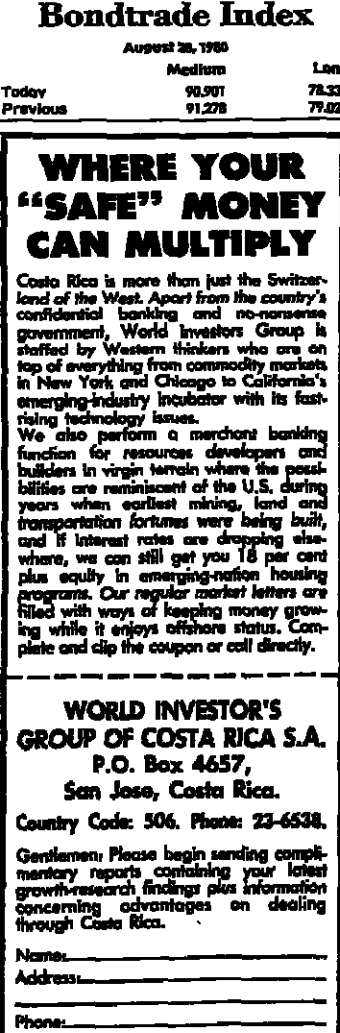 Bondtrade Index
August 28, 1980
Medium Lon
Today 90.901 78.33
Previous 91.278 79.02
WHERE YOUR
“SAFE” MONEY
CAN MULTIPLY
Costa Rica is more than just the Switzer-
land of the West. Apart from the country's
confidential banking and no-nonsense
government, World Investors Group is
staffed by Western thinkers who are on
top of everything from commodity markets
in New York and Chicago to California's
emerging-industry incubator with its fast-
rising technology issues.
We also perform a merchant banking
function for resources developers and
builders in virgin terrain where the possi-
bilities are reminiscent of the U.S. during
years when earliest mining, land and
transportation fortunes were being built,
and if interest rates are dropping else-
where, we can still get you 18 per cent
plus equity in emerging-nation housing
programs. Our regular market letters are
filled with ways of keeping money grow-
ing while it enjoys offshore status. Com-
plete and clip the coupon or call directly.
WORLD INVESTOR'S
GROUP OF COSTA RICA S.A.
P.O. Box 4657,
San Jose, Costa Rica.
Country Code: 506. Phone: 23-6538.
Gentlemen: Please begin sending compli-
mentary reports containing your latest
growth-research findings plus information
concerning advantages on dealing
through Costa Rica.
Name:
Address:
Phone: